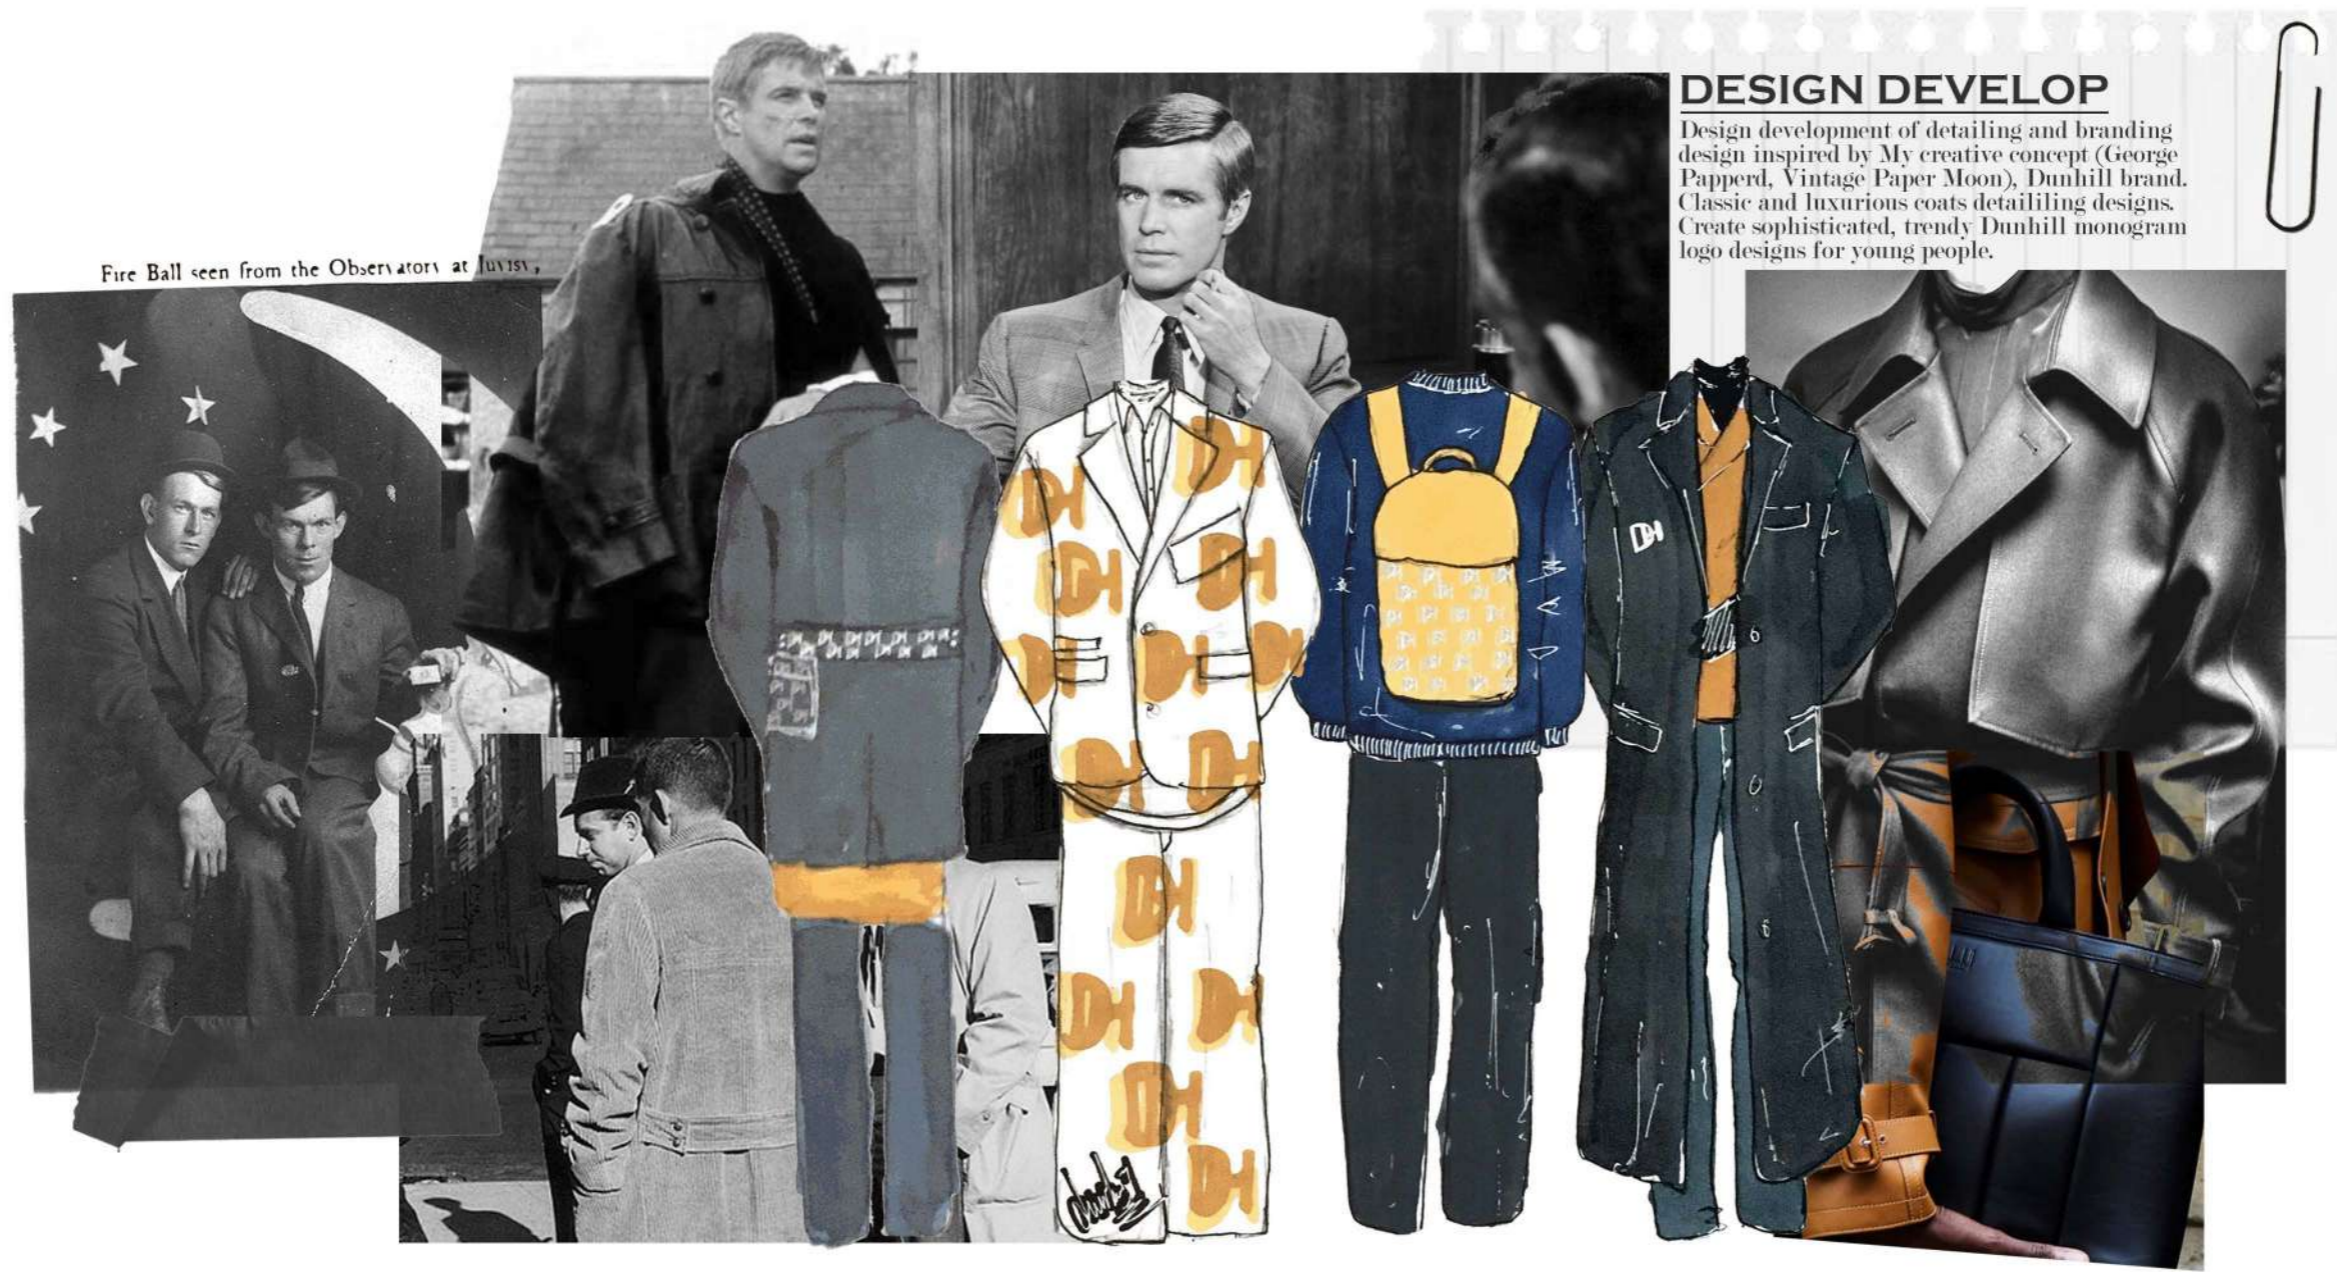 DESIGN DEVELOP
Design development of detailing and branding
design inspired by My creative concept (George
Papperd, Vintage Paper Moon), Dunhill brand.
Classic and luxurious coats detaililing designs.
Create sophisticated, trendy Dunhill monogram
logo designs for young people.
Fire Ball seen from the Observatory at Juvisy,
DH